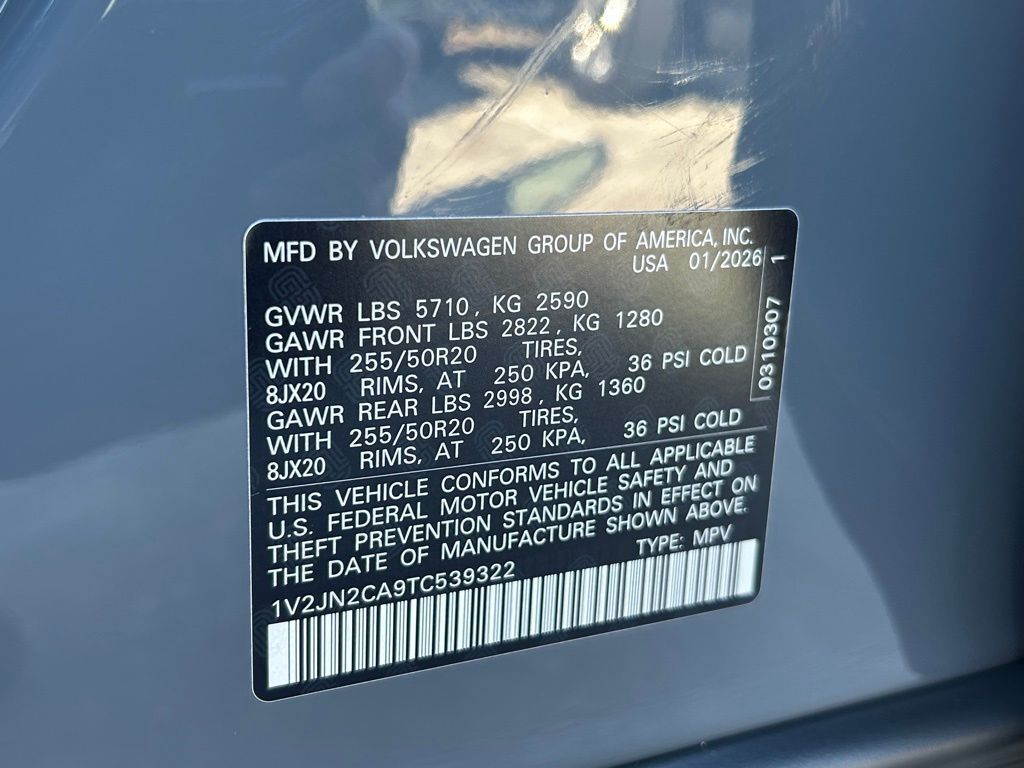 MFD BY VOLKSWAGEN GROUP OF AMERICA, INC.
USA 01/2026
GVWR LBS 5710, KG 2590
GAWR FRONT LBS 2822, KG 1280
WITH 255/50R20 TIRES,
8JX20 RIMS, AT 250 KPA, 36 PSI COLD
GAWR REAR LBS 2998, KG 1360
WITH 255/50R20 TIRES,
8JX20 RIMS, AT 250 KPA, 36 PSI COLD
THIS VEHICLE CONFORMS TO ALL APPLICABLE
U.S. FEDERAL MOTOR VEHICLE SAFETY AND
THEFT PREVENTION STANDARDS IN EFFECT ON
THE DATE OF MANUFACTURE SHOWN ABOVE.
TYPE: MPV
1V2JN2CA9TC539322
0310307 1